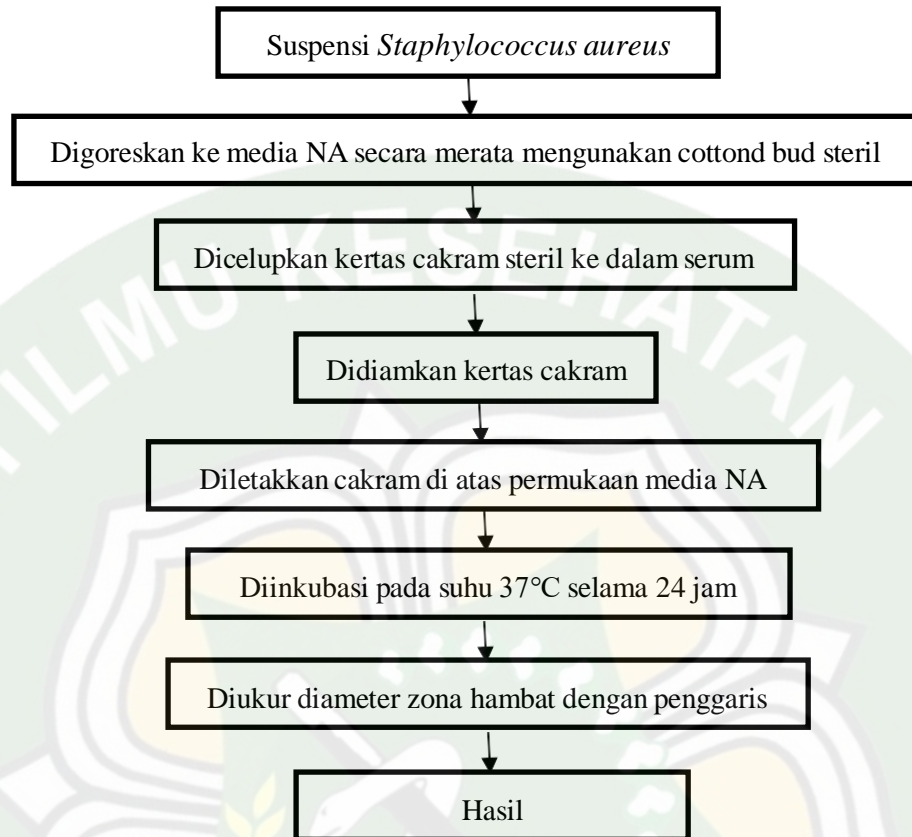 Suspensi Staphylococcus aureus
Digoreskan ke media NA secara merata mengunakan cottond bud steril
Dicelupkan kertas cakram steril ke dalam serum
Didiamkan kertas cakram
Diletakkan cakram di atas permukaan media NA
Diinkubasi pada suhu 37°C selama 24 jam
Diukur diameter zona hambat dengan penggaris
Hasil
ILMU KESEHATAN